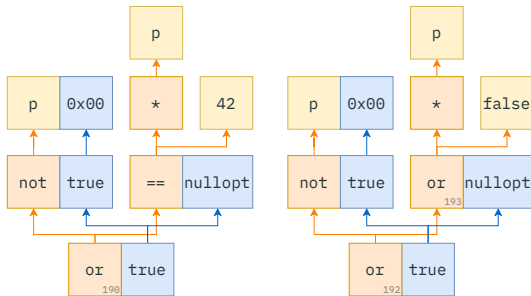 p p
p 0x00 * 42 p 0x00 * false
not true == nullopt not true or 193 nullopt
or 190 true or 192 true